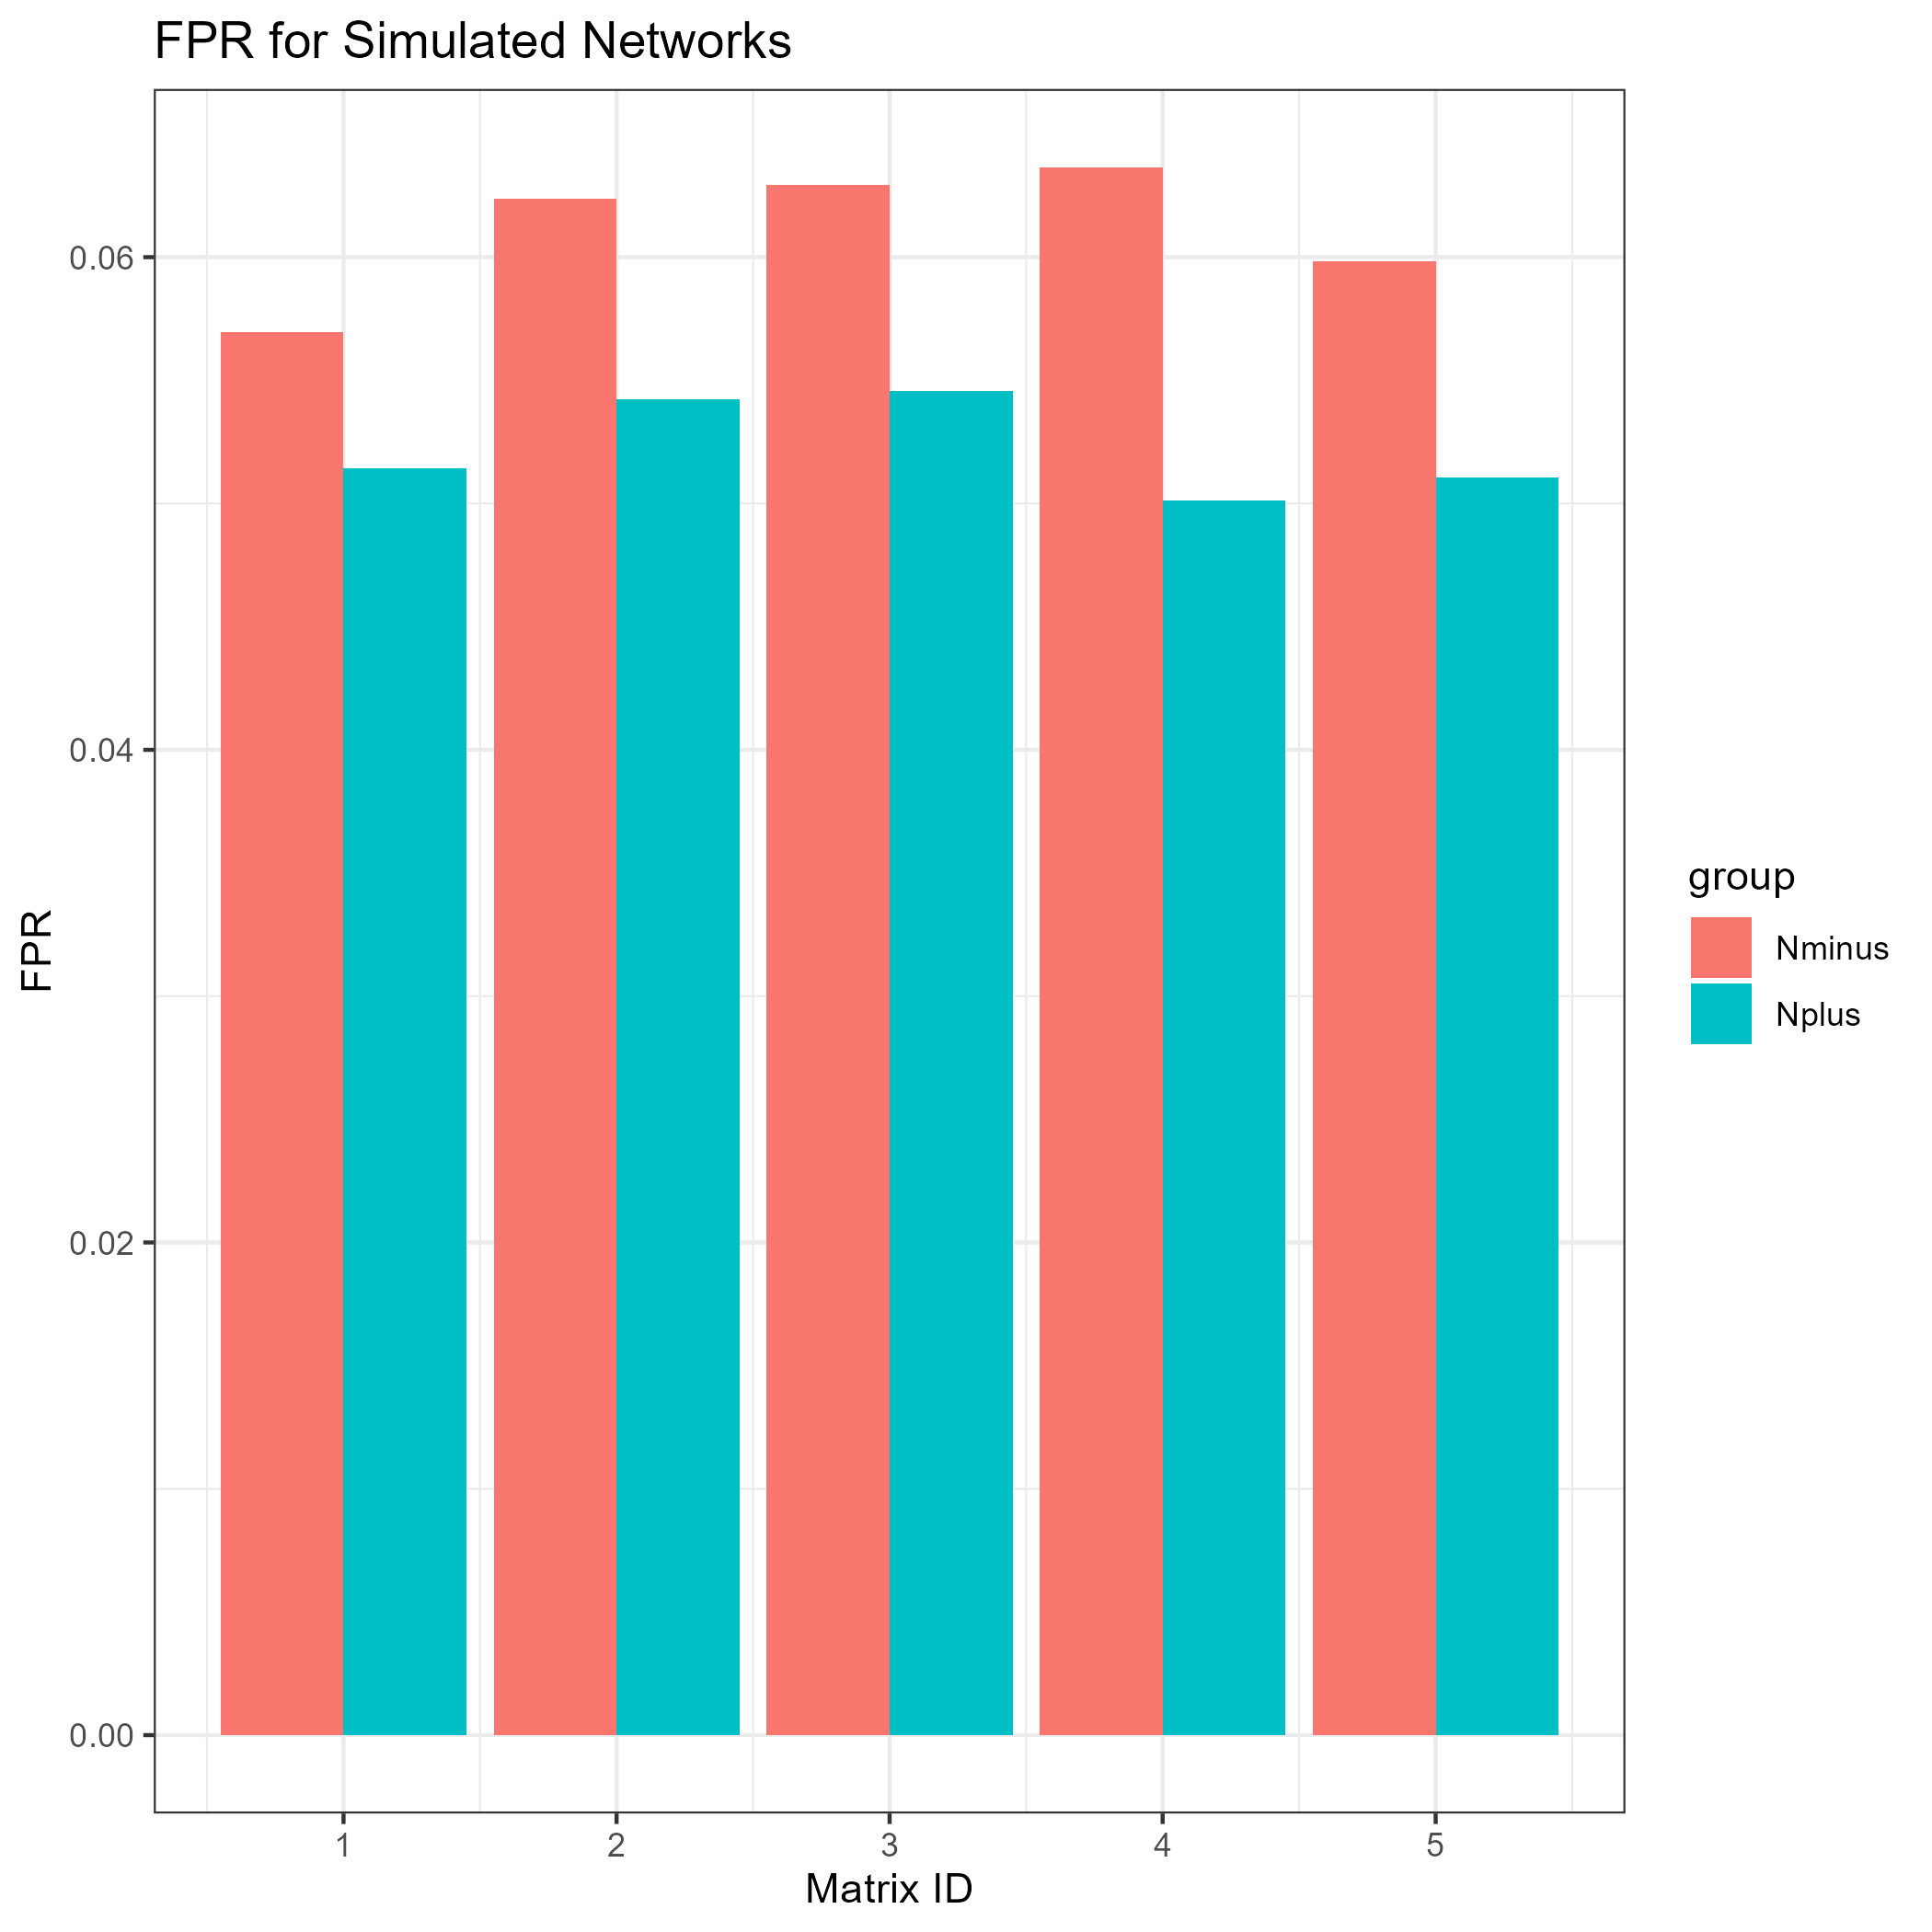 FPR for Simulated Networks
0.06
0.04
0.02
0.00
FPR
1 2 3 4 5
Matrix ID
group
Nminus
Nplus